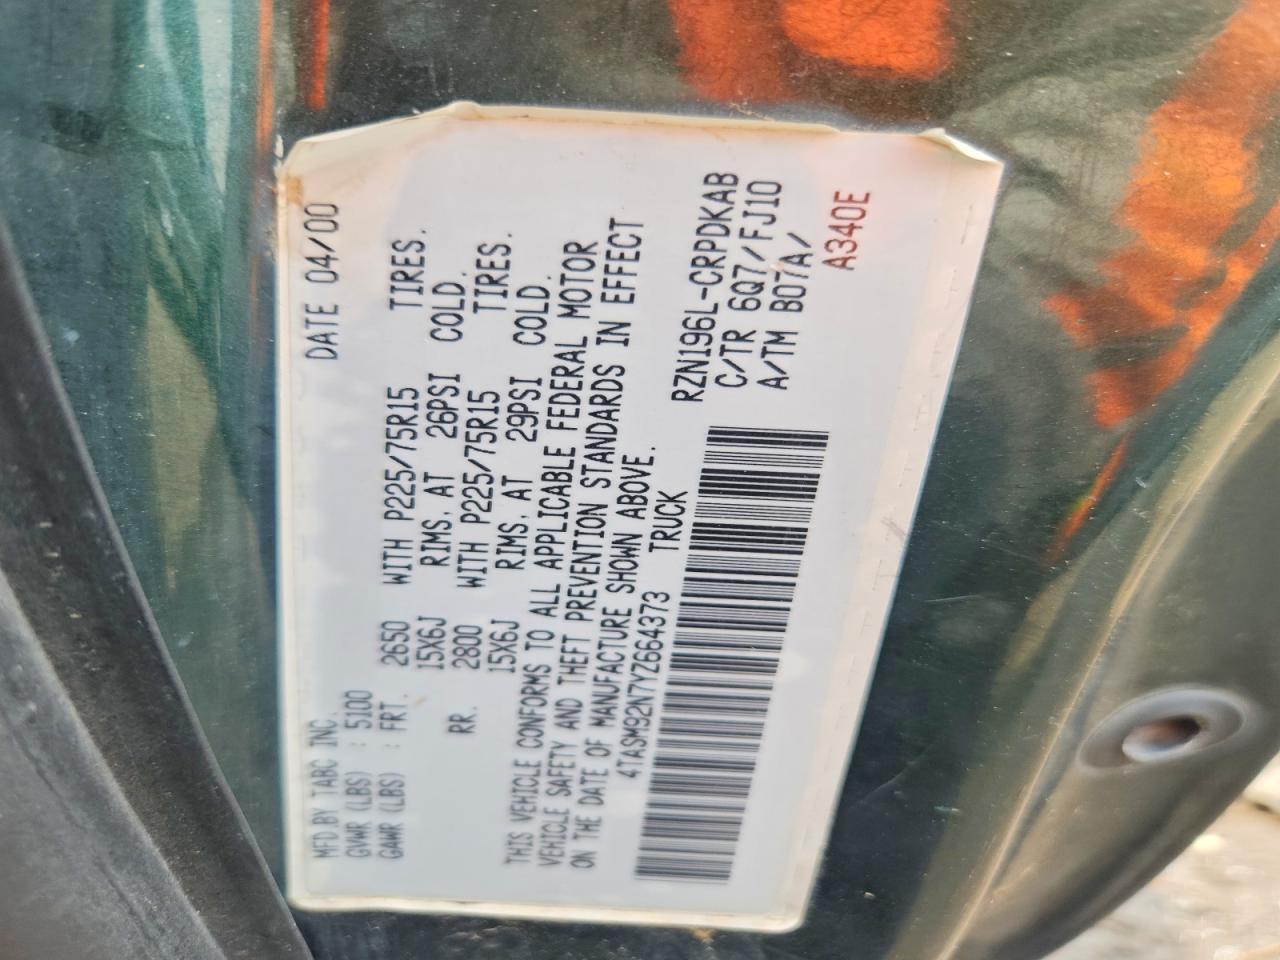 DATE 04/00
MFD.BY TABC INC.
GVWR (LBS) : 5100
GAWR (LBS) : FRT. 2650 WITH P225/75R15 TIRES.
15X6J RIMS, AT 26PSI COLD.
RR. 2800 WITH P225/75R15 TIRES.
15X6J RIMS, AT 29PSI COLD.
THIS VEHICLE CONFORMS TO ALL APPLICABLE FEDERAL MOTOR
VEHICLE SAFETY AND THEFT PREVENTION STANDARDS IN EFFECT
ON THE DATE OF MANUFACTURE SHOWN ABOVE.
4TASM92N7YZ664373 TRUCK
RZN196L-CRPDKAB
C/TR 6Q7/FJ10
A/TM B07A/
A340E